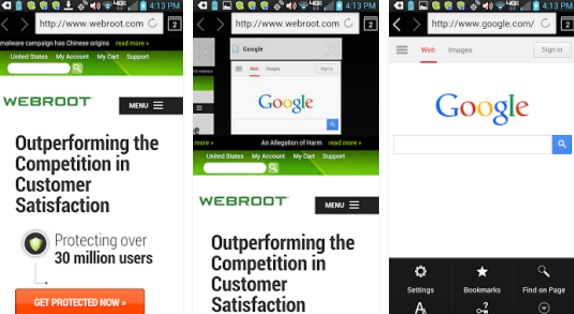 4:13 PM
http://www.webroot.com
2
malware campaign has Chinese origins read more »
United States My Account My Cart Support
WEBROOT
MENU
Outperforming the
Competition in
Customer
Satisfaction
Protecting over
30 million users
GET PROTECTED NOW »
4:13 PM
http://www.webroot.com
2
Google
Web Images Sign in
Google
more » An Allegation of Harm read more »
United States My Account My Cart Support
WEBROOT
MENU
Outperforming the
Competition in
Customer
Satisfaction
4:13 PM
https://www.google.com/
2
Web Images Sign in
Google
Settings Bookmarks Find on Page